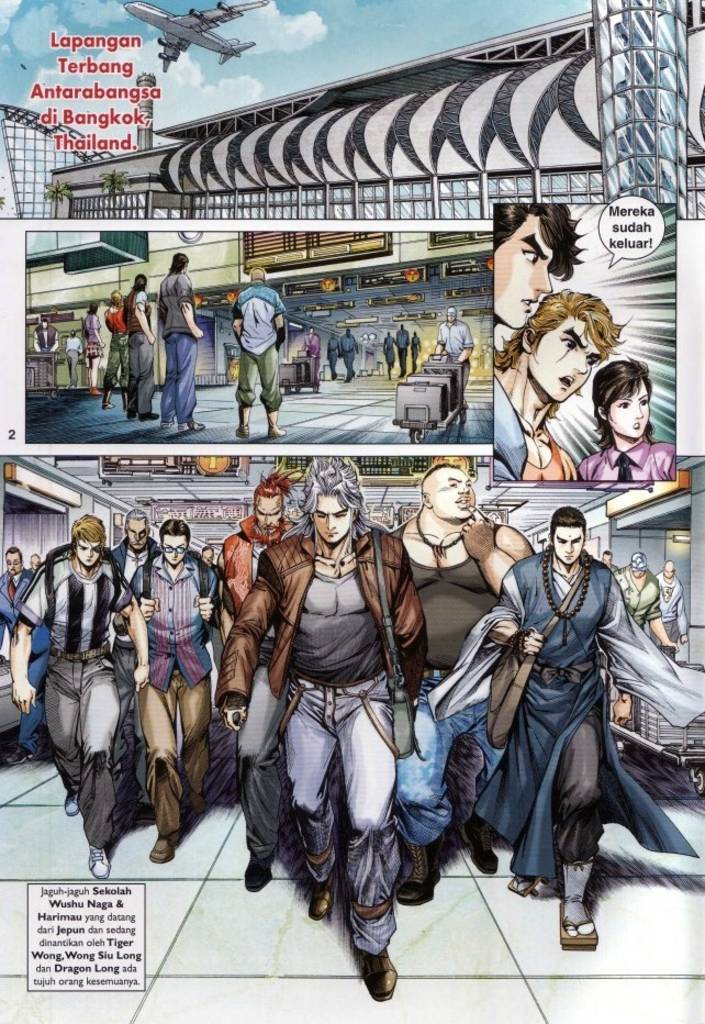 Lapangan
Terbang
Antarabangsa
di Bangkok,
Thailand.
Mereka
sudah
keluar!
2
Jaguh-jaguh Sekolah
Wushu Naga &
Harimau yang datang
dari Jepun dan sedang
dinantikan oleh Tiger
Wong, Wong Siu Long
dan Dragon Long ada
tujuh orang kesemuanya.